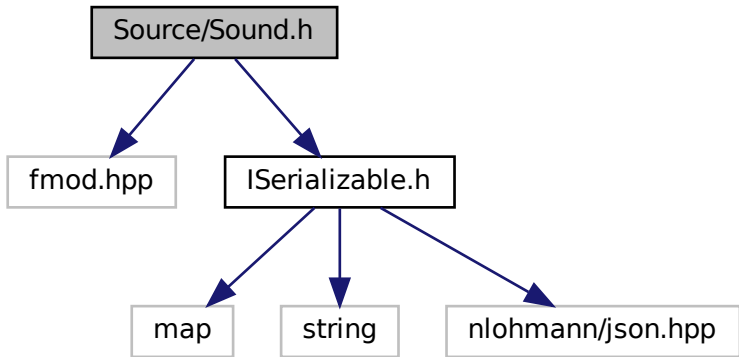 Source/Sound.h
fmod.hpp
ISerializable.h
map
string
nlohmann/json.hpp